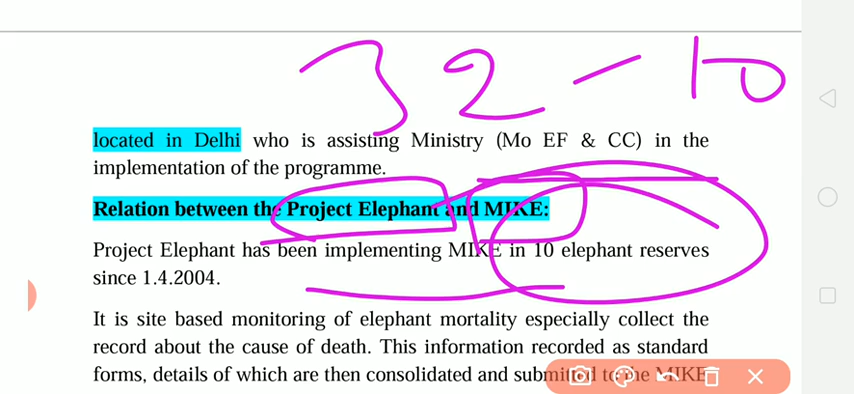 32 - 10
located in Delhi who is assisting Ministry (Mo EF & CC) in the
implementation of the programme.
Relation between the Project Elephant and MIKE:
Project Elephant has been implementing MIKE in 10 elephant reserves
since 1.4.2004.
It is site based monitoring of elephant mortality especially collect the
record about the cause of death. This information recorded as standard
forms, details of which are then consolidated and submitted to the MIKE